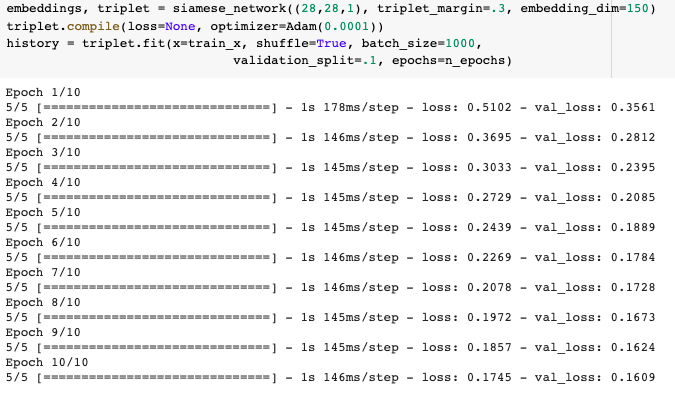 embeddings, triplet = siamese_network((28,28,1), triplet_margin=.3, embedding_dim=150)
triplet.compile(loss=None, optimizer=Adam(0.0001))
history = triplet.fit(x=train_x, shuffle=True, batch_size=1000,
                              validation_split=.1, epochs=n_epochs)
Epoch 1/10
5/5 [==============================] - 1s 178ms/step - loss: 0.5102 - val_loss: 0.3561
Epoch 2/10
5/5 [==============================] - 1s 146ms/step - loss: 0.3695 - val_loss: 0.2812
Epoch 3/10
5/5 [==============================] - 1s 145ms/step - loss: 0.3033 - val_loss: 0.2395
Epoch 4/10
5/5 [==============================] - 1s 145ms/step - loss: 0.2729 - val_loss: 0.2085
Epoch 5/10
5/5 [==============================] - 1s 145ms/step - loss: 0.2439 - val_loss: 0.1889
Epoch 6/10
5/5 [==============================] - 1s 146ms/step - loss: 0.2269 - val_loss: 0.1784
Epoch 7/10
5/5 [==============================] - 1s 146ms/step - loss: 0.2078 - val_loss: 0.1728
Epoch 8/10
5/5 [==============================] - 1s 145ms/step - loss: 0.1972 - val_loss: 0.1673
Epoch 9/10
5/5 [==============================] - 1s 145ms/step - loss: 0.1857 - val_loss: 0.1624
Epoch 10/10
5/5 [==============================] - 1s 146ms/step - loss: 0.1745 - val_loss: 0.1609